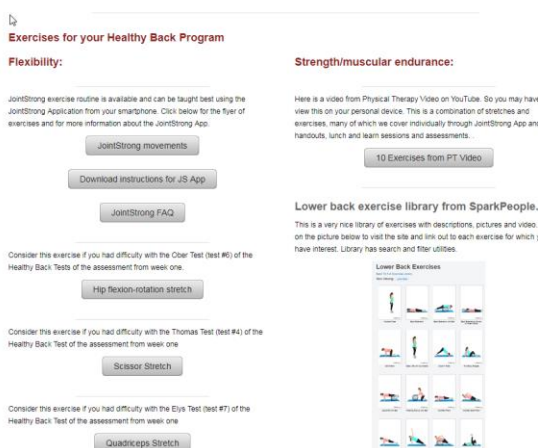 Exercises for your Healthy Back Program
Flexibility:
JointStrong exercise routine is available and can be taught best using the
JointStrong Application from your smartphone. Click below for the flyer of
exercises and for more information about the JointStrong App.
JointStrong movements
Download instructions for JS App
JointStrong FAQ
Consider this exercise if you had difficulty with the Ober Test (test #6) of the
Healthy Back Tests of the assessment from week one.
Hip flexion-rotation stretch
Consider this exercise if you had difficulty with the Thomas Test (test #4) of the
Healthy Back Test of the assessment from week one
Scissor Stretch
Consider this exercise if you had difficulty with the Elys Test (test #7) of the
Healthy Back Test of the assessment from week one
Quadriceps Stretch
Strength/muscular endurance:
Here is a video from Physical Therapy Video on YouTube. So you may have
view this on your personal device. This is a combination of stretches and
exercises, many of which we cover individually through JointStrong App and
handouts, lunch and learn sessions and assessments.
10 Exercises from PT Video
Lower back exercise library from SparkPeople.
This is a very nice library of exercises with descriptions, pictures and video.
on the picture below to visit the site and link out to each exercise for which
have interest. Library has search and filter utilities.
Lower Back Exercises